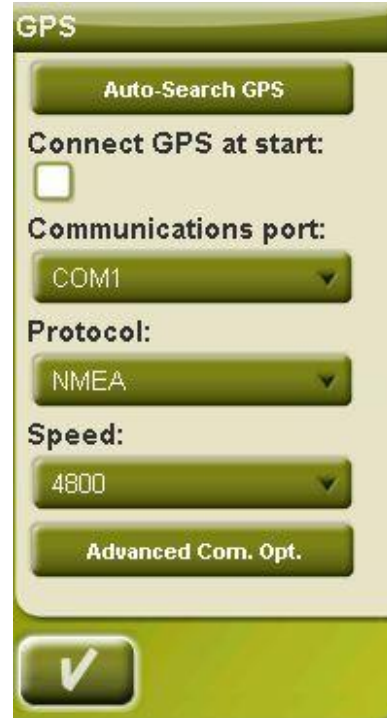 GPS
Auto-Search GPS
Connect GPS at start:
Communications port:
COM1
Protocol:
NMEA
Speed:
4800
Advanced Com. Opt.